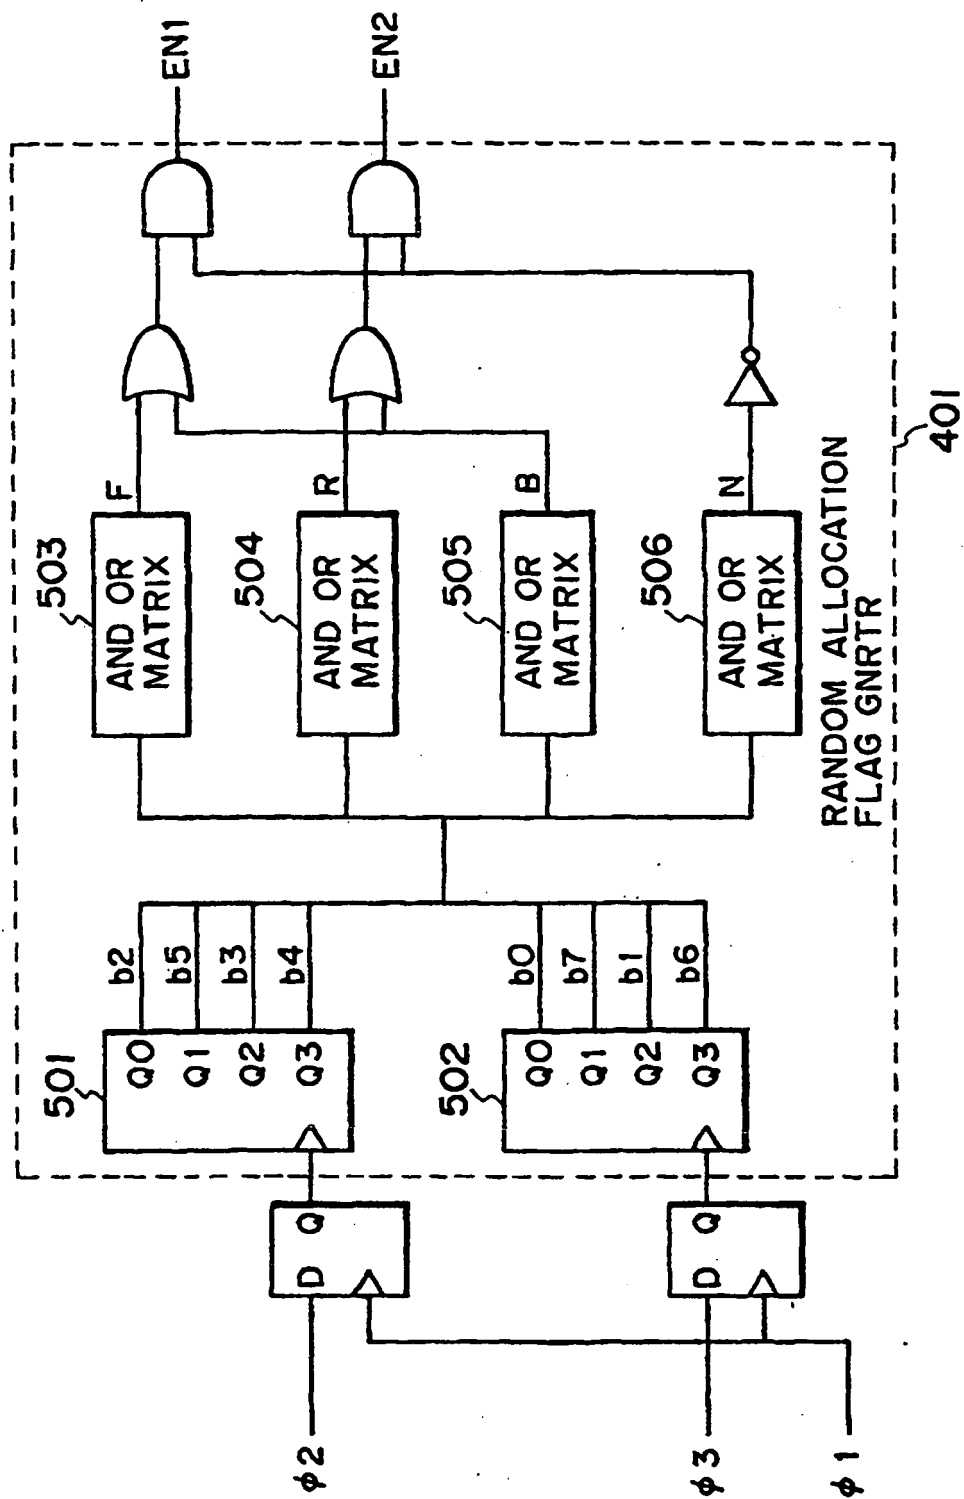 EN1
EN2
503
F
AND OR
MATRIX
504
R
AND OR
MATRIX
505
B
AND OR
MATRIX
506
N
AND OR
MATRIX
RANDOM ALLOCATION
FLAG GNRTR
401
b2
b5
b3
b4
b0
b7
b1
b6
501
Q0
Q1
Q2
Q3
502
Q0
Q1
Q2
Q3
D Q
D Q
φ2
φ3
φ1